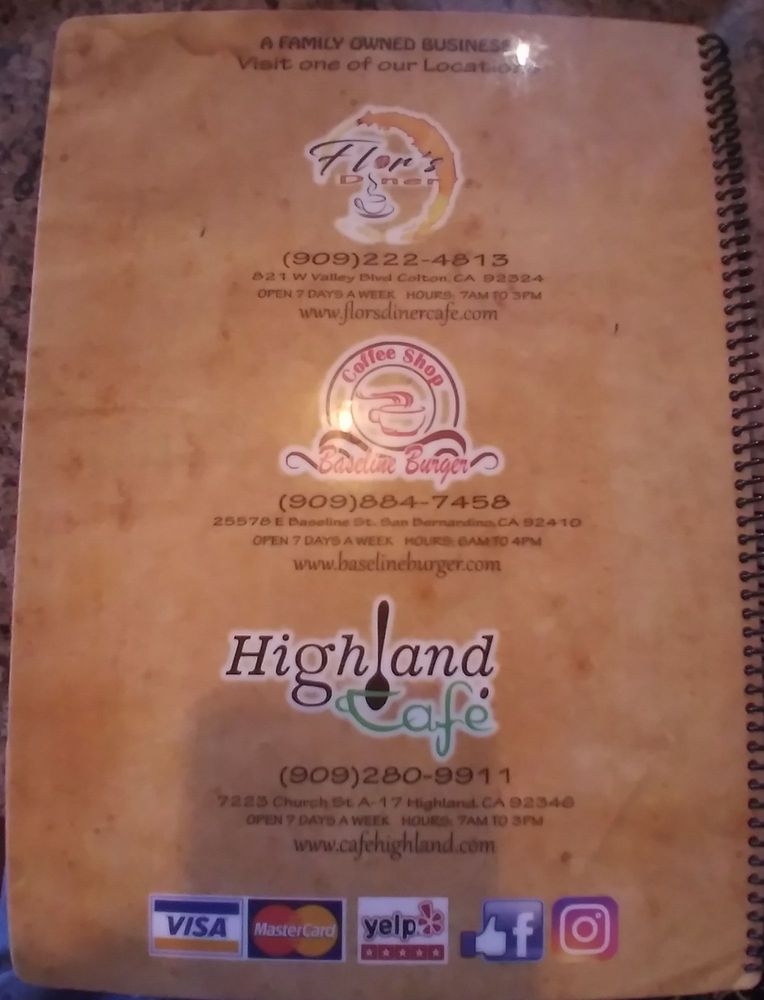 A FAMILY OWNED BUSINESS
Visit one of our Locations
Flor's
Diner
(909)222-4813
821 W Valley Blvd Colton, CA 92324
OPEN 7 DAYS A WEEK HOURS: 7AM TO 3PM
www.florsdinercafe.com
Coffee Shop
Baseline Burger
(909)884-7458
25578 E Baseline St. San Bernardino, CA 92410
OPEN 7 DAYS A WEEK HOURS: 6AM TO 4PM
www.baselineburger.com
Highland
Café
(909)280-9911
7223 Church St. A-17 Highland, CA 92346
OPEN 7 DAYS A WEEK HOURS: 7AM TO 3PM
www.cafehighland.com
VISA MasterCard yelp f